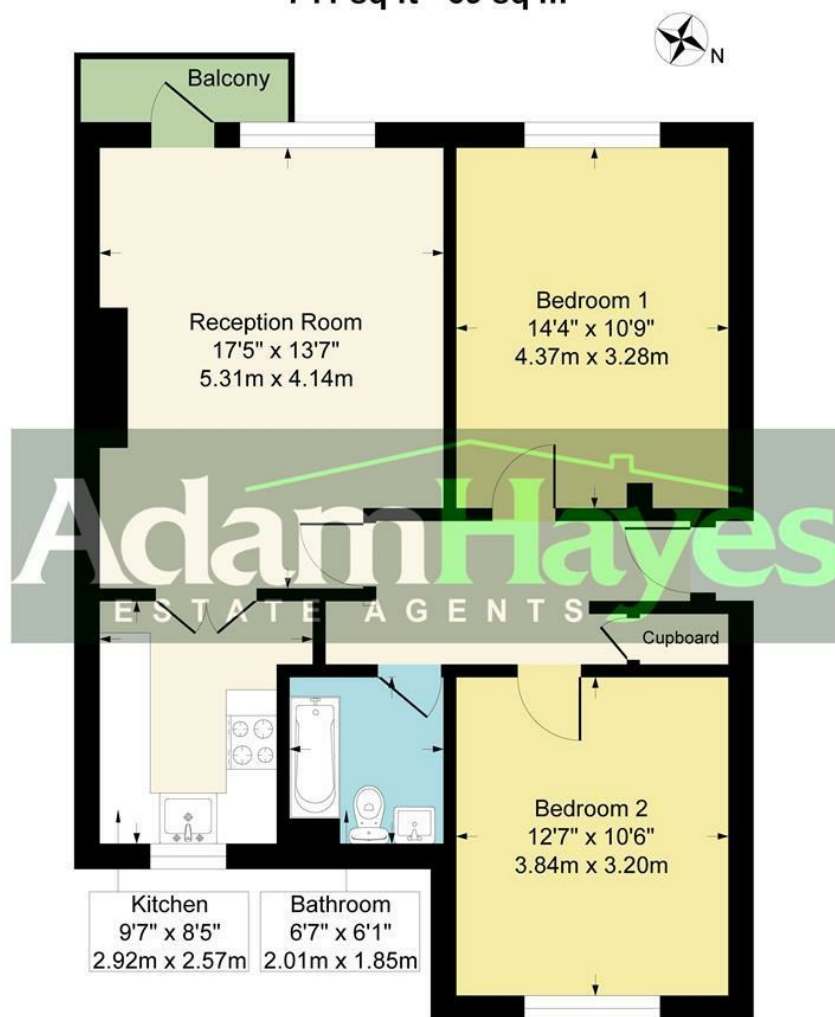 N
Balcony
Reception Room
17'5" x 13'7"
5.31m x 4.14m
Bedroom 1
14'4" x 10'9"
4.37m x 3.28m
AdamHayes
ESTATE AGENTS
Cupboard
Bedroom 2
12'7" x 10'6"
3.84m x 3.20m
Kitchen
9'7" x 8'5"
2.92m x 2.57m
Bathroom
6'7" x 6'1"
2.01m x 1.85m